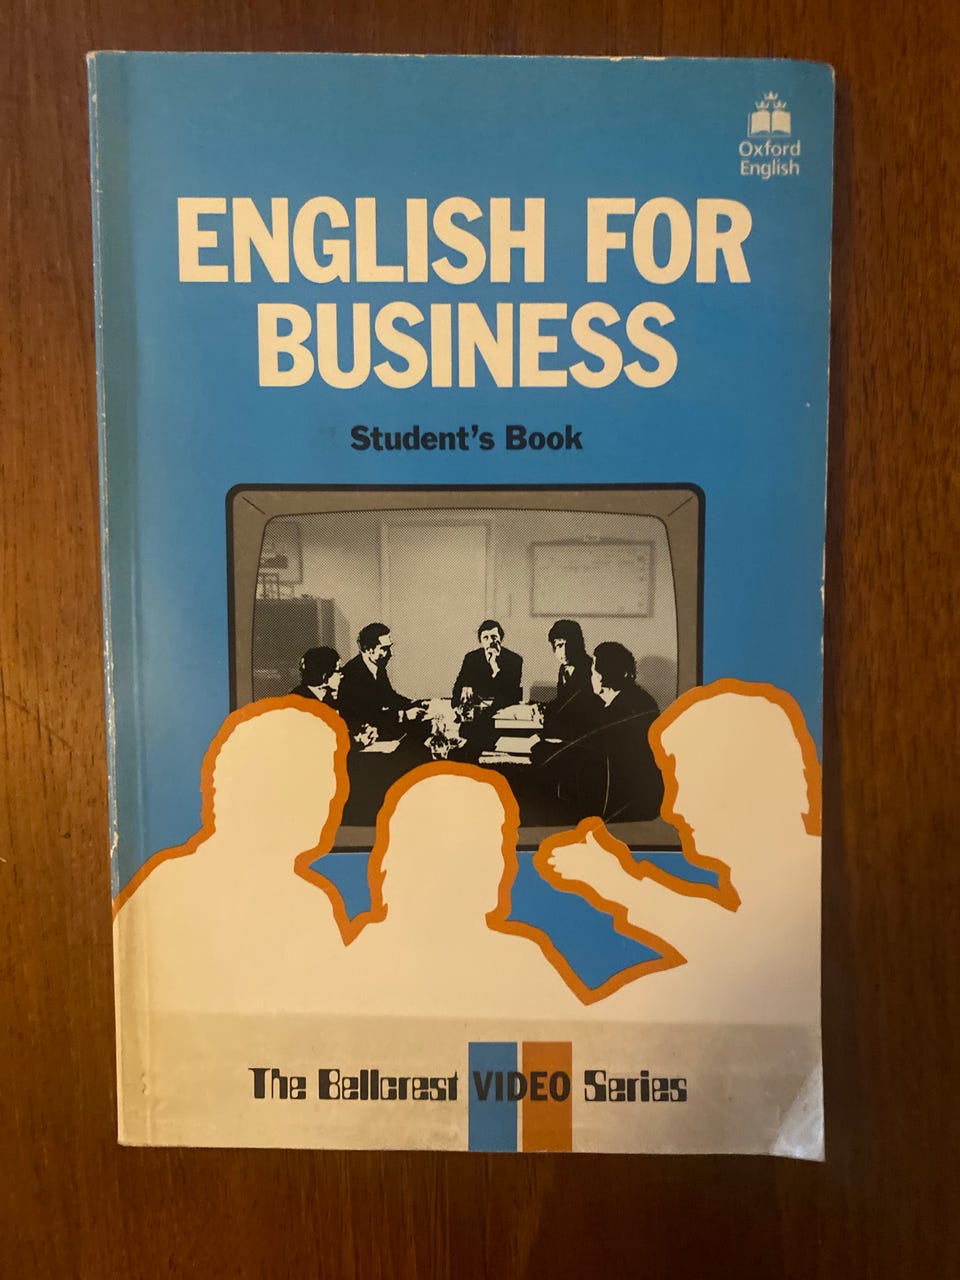 Oxford
English
ENGLISH FOR
BUSINESS
Student's Book
The Bellcrest VIDEO Series